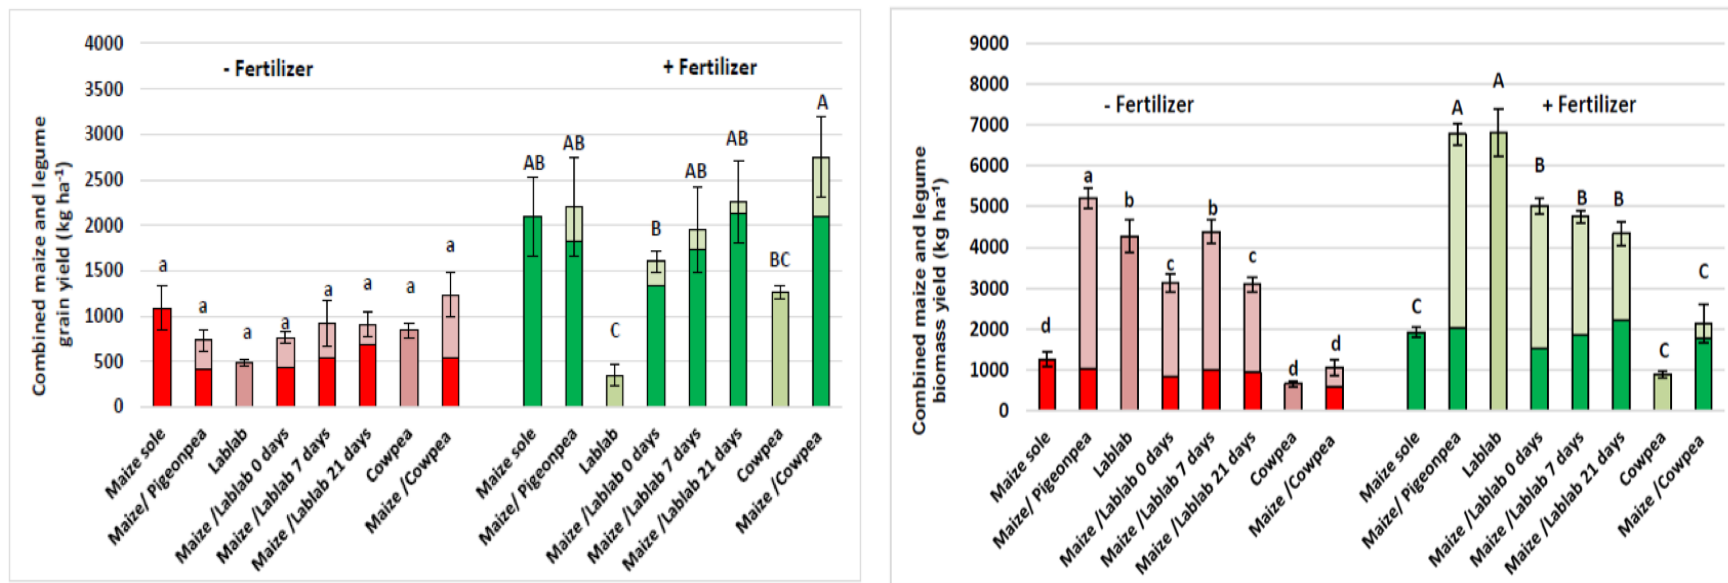 Combined maize and legume
grain yield (kg ha⁻¹)
4000
3500
3000
2500
2000
1500
1000
500
0
- Fertilizer
+ Fertilizer
a
a
a
a
a
a
a
a
AB
AB
C
B
AB
AB
BC
A
Maize sole
Maize/ Pigeonpea
Lablab
Maize /Lablab 0 days
Maize /Lablab 7 days
Maize /Lablab 21 days
Cowpea
Maize /Cowpea
Maize sole
Maize/ Pigeonpea
Lablab
Maize /Lablab 0 days
Maize /Lablab 7 days
Maize /Lablab 21 days
Cowpea
Maize /Cowpea
Combined maize and legume
biomass yield (kg ha⁻¹)
9000
8000
7000
6000
5000
4000
3000
2000
1000
0
- Fertilizer
+ Fertilizer
d
a
b
c
b
c
d
d
C
A
A
B
B
B
C
C
Maize sole
Maize/ Pigeonpea
Lablab
Maize /Lablab 0 days
Maize /Lablab 7 days
Maize /Lablab 21 days
Cowpea
Maize /Cowpea
Maize sole
Maize/ Pigeonpea
Lablab
Maize /Lablab 0 days
Maize /Lablab 7 days
Maize /Lablab 21 days
Cowpea
Maize /Cowpea